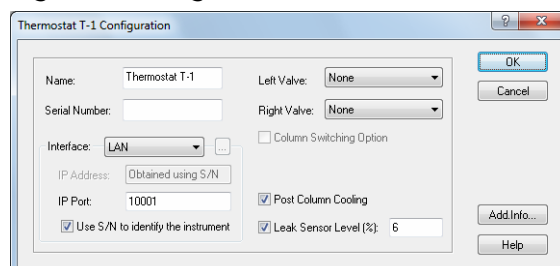 Thermostat T-1 Configuration
OK
Cancel
Name: Thermostat T-1
Left Valve: None
Serial Number:
Right Valve: None
Interface: LAN ...
Column Switching Option
IP Address: Obtained using S/N
IP Port: 10001
Post Column Cooling
Use S/N to identify the instrument
Leak Sensor Level (%): 6
Add.Info...
Help